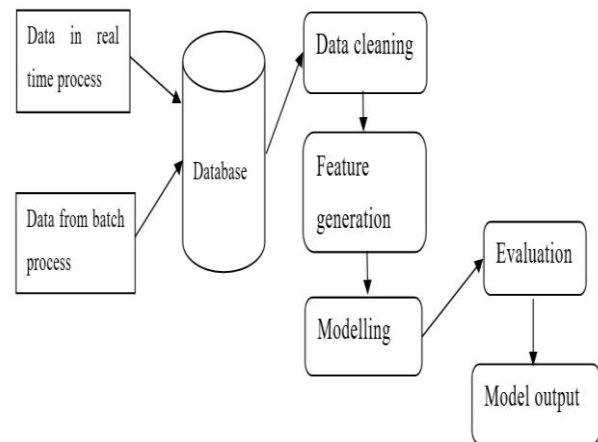 Data in real
time process
Data from batch
process
Database
Data cleaning
Feature
generation
Modelling
Evaluation
Model output